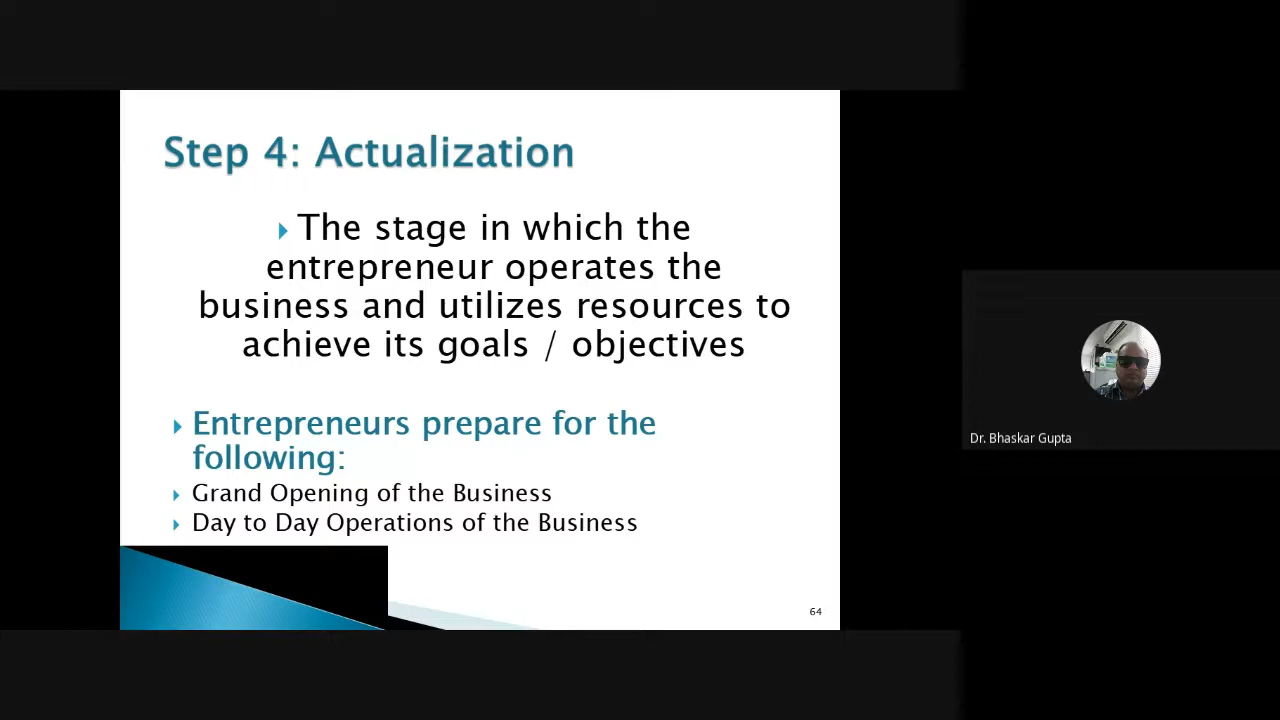 Step 4: Actualization
The stage in which the
entrepreneur operates the
business and utilizes resources to
achieve its goals / objectives
Entrepreneurs prepare for the
following:
Grand Opening of the Business
Day to Day Operations of the Business
64
Dr. Bhaskar Gupta